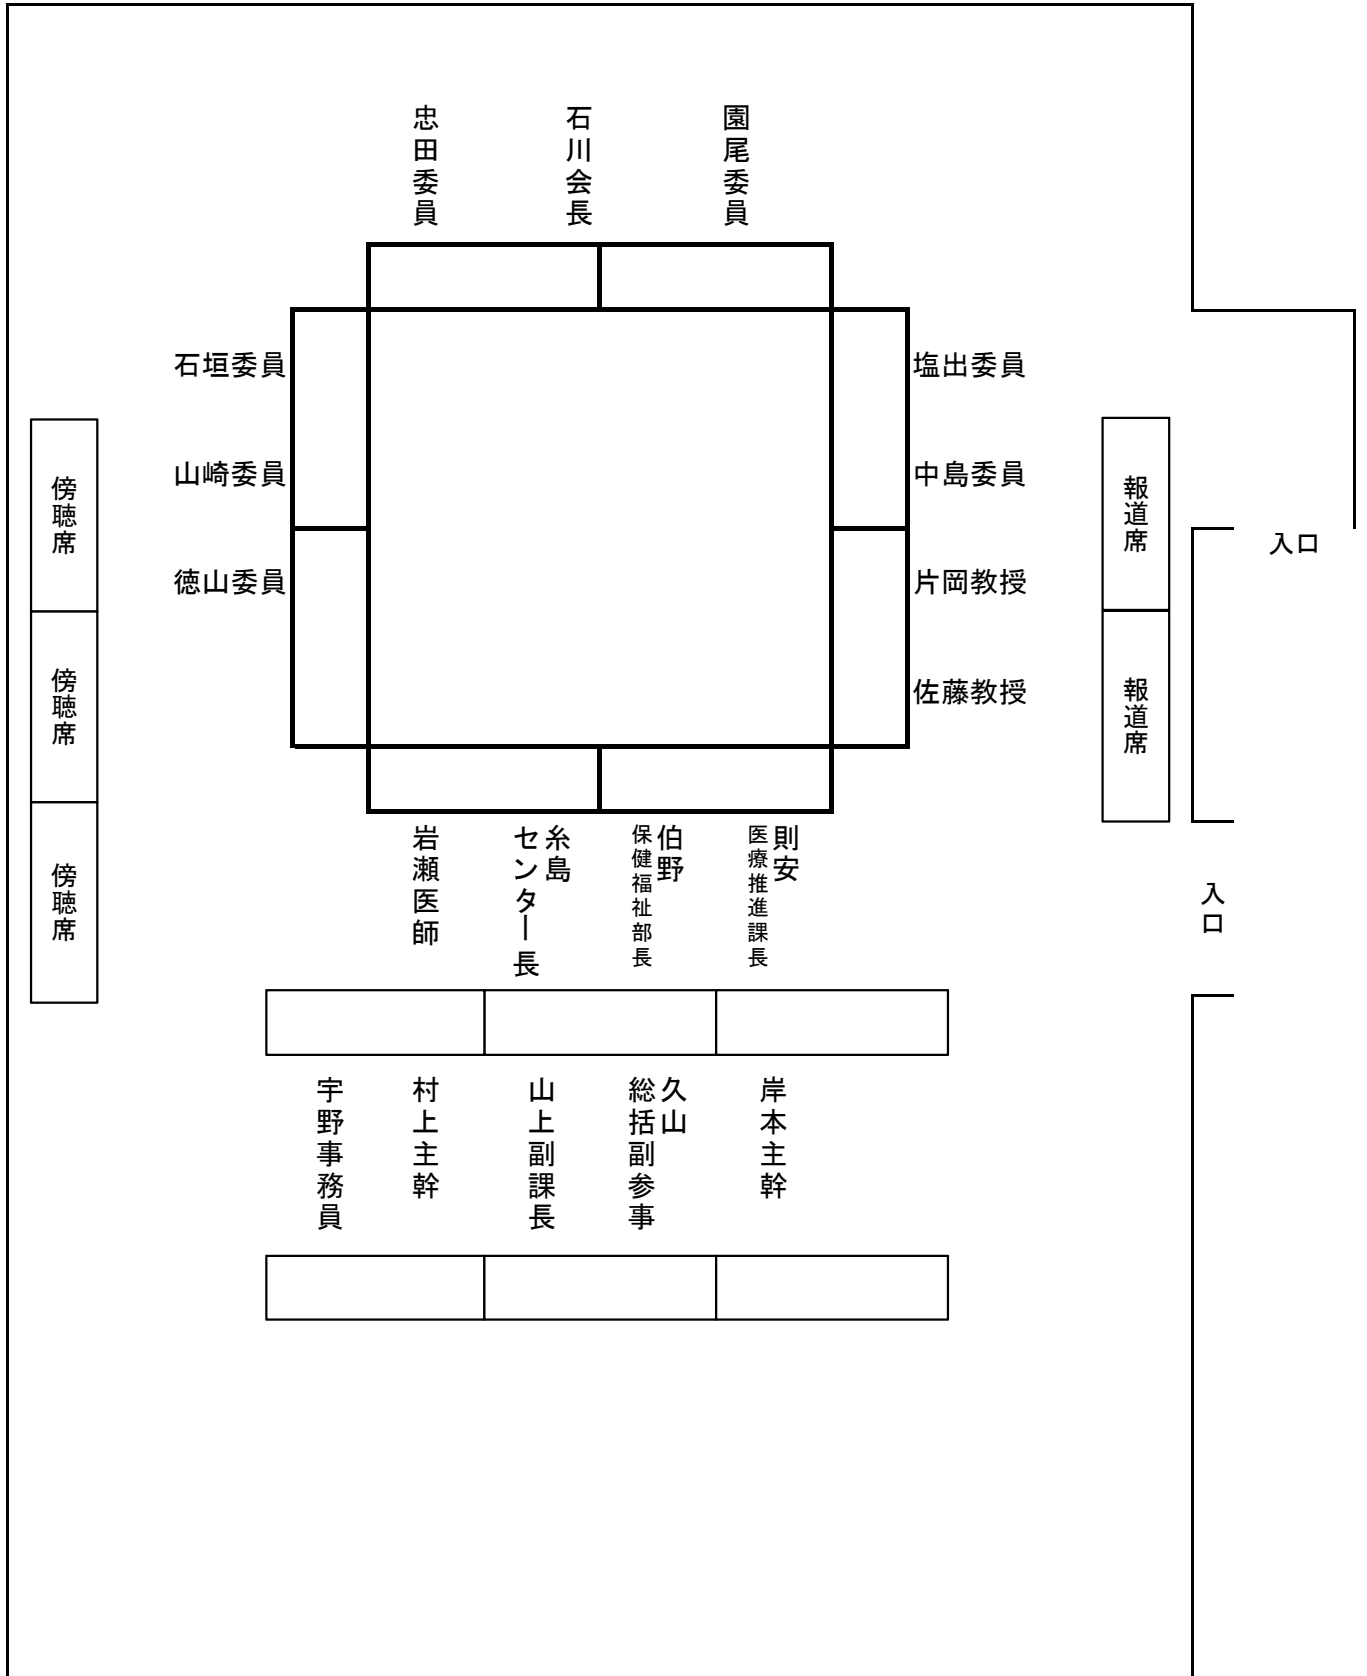 忠田委員
石川会長
園尾委員
石垣委員
塩出委員
山崎委員
中島委員
徳山委員
片岡教授
佐藤教授
傍聴席
傍聴席
傍聴席
報道席
報道席
入口
入口
岩瀬医師
糸島
センター長
伯野
保健福祉部長
則安
医療推進課長
宇野事務員
村上主幹
山上副課長
久山
総括副参事
岸本主幹